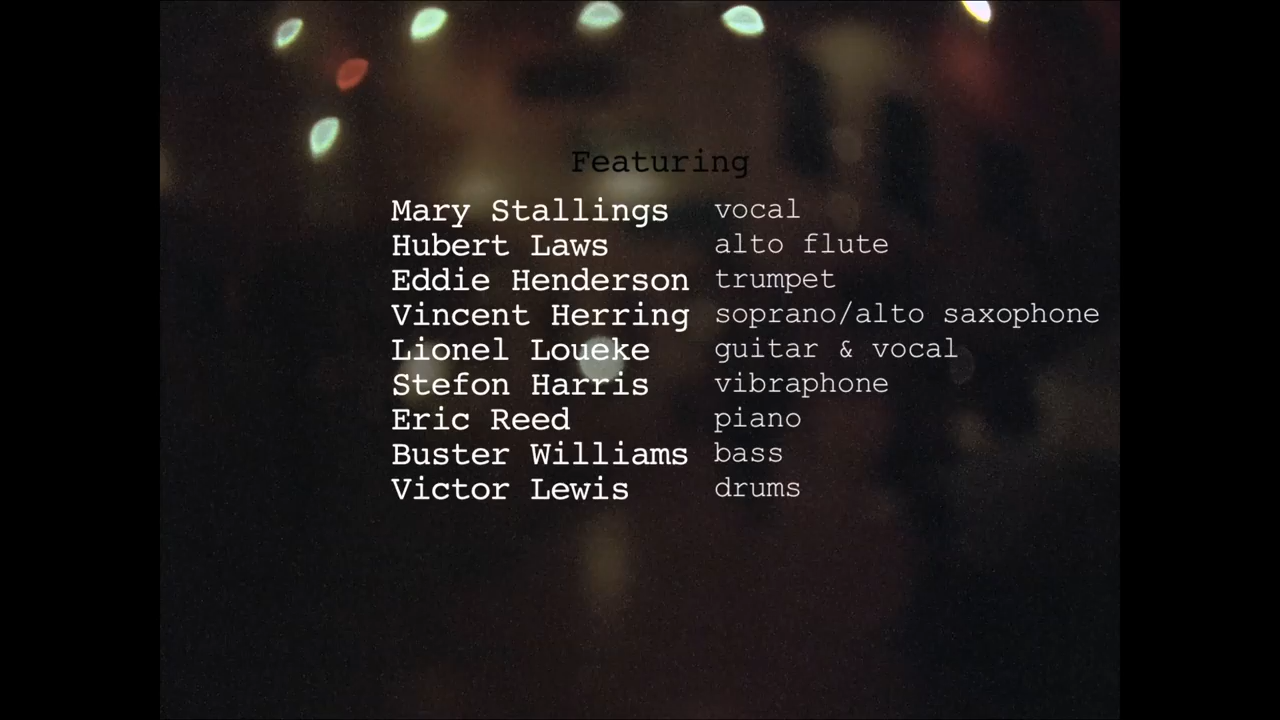 Featuring
Mary Stallings vocal
Hubert Laws alto flute
Eddie Henderson trumpet
Vincent Herring soprano/alto saxophone
Lionel Loueke guitar & vocal
Stefon Harris vibraphone
Eric Reed piano
Buster Williams bass
Victor Lewis drums